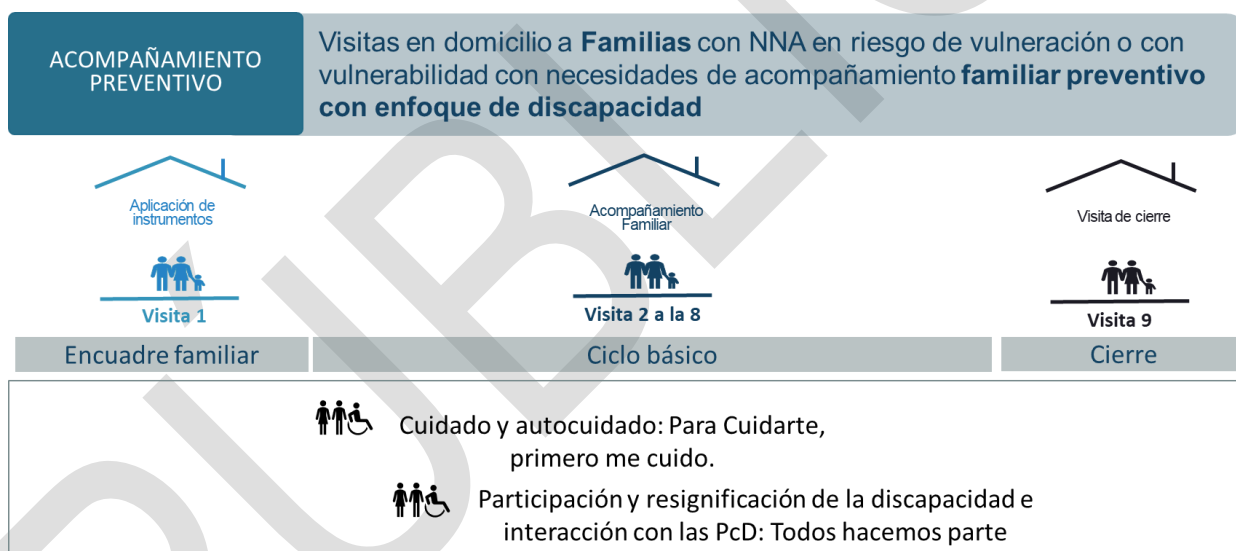 ACOMPAÑAMIENTO
PREVENTIVO
Visitas en domicilio a Familias con NNA en riesgo de vulneración o con
vulnerabilidad con necesidades de acompañamiento familiar preventivo
con enfoque de discapacidad
Aplicación de
instrumentos
Visita 1
Acompañamiento
Familiar
Visita 2 a la 8
Visita de cierre
Visita 9
Encuadre familiar
Ciclo básico
Cierre
Cuidado y autocuidado: Para Cuidarte,
primero me cuido.
Participación y resignificación de la discapacidad e
interacción con las PcD: Todos hacemos parte